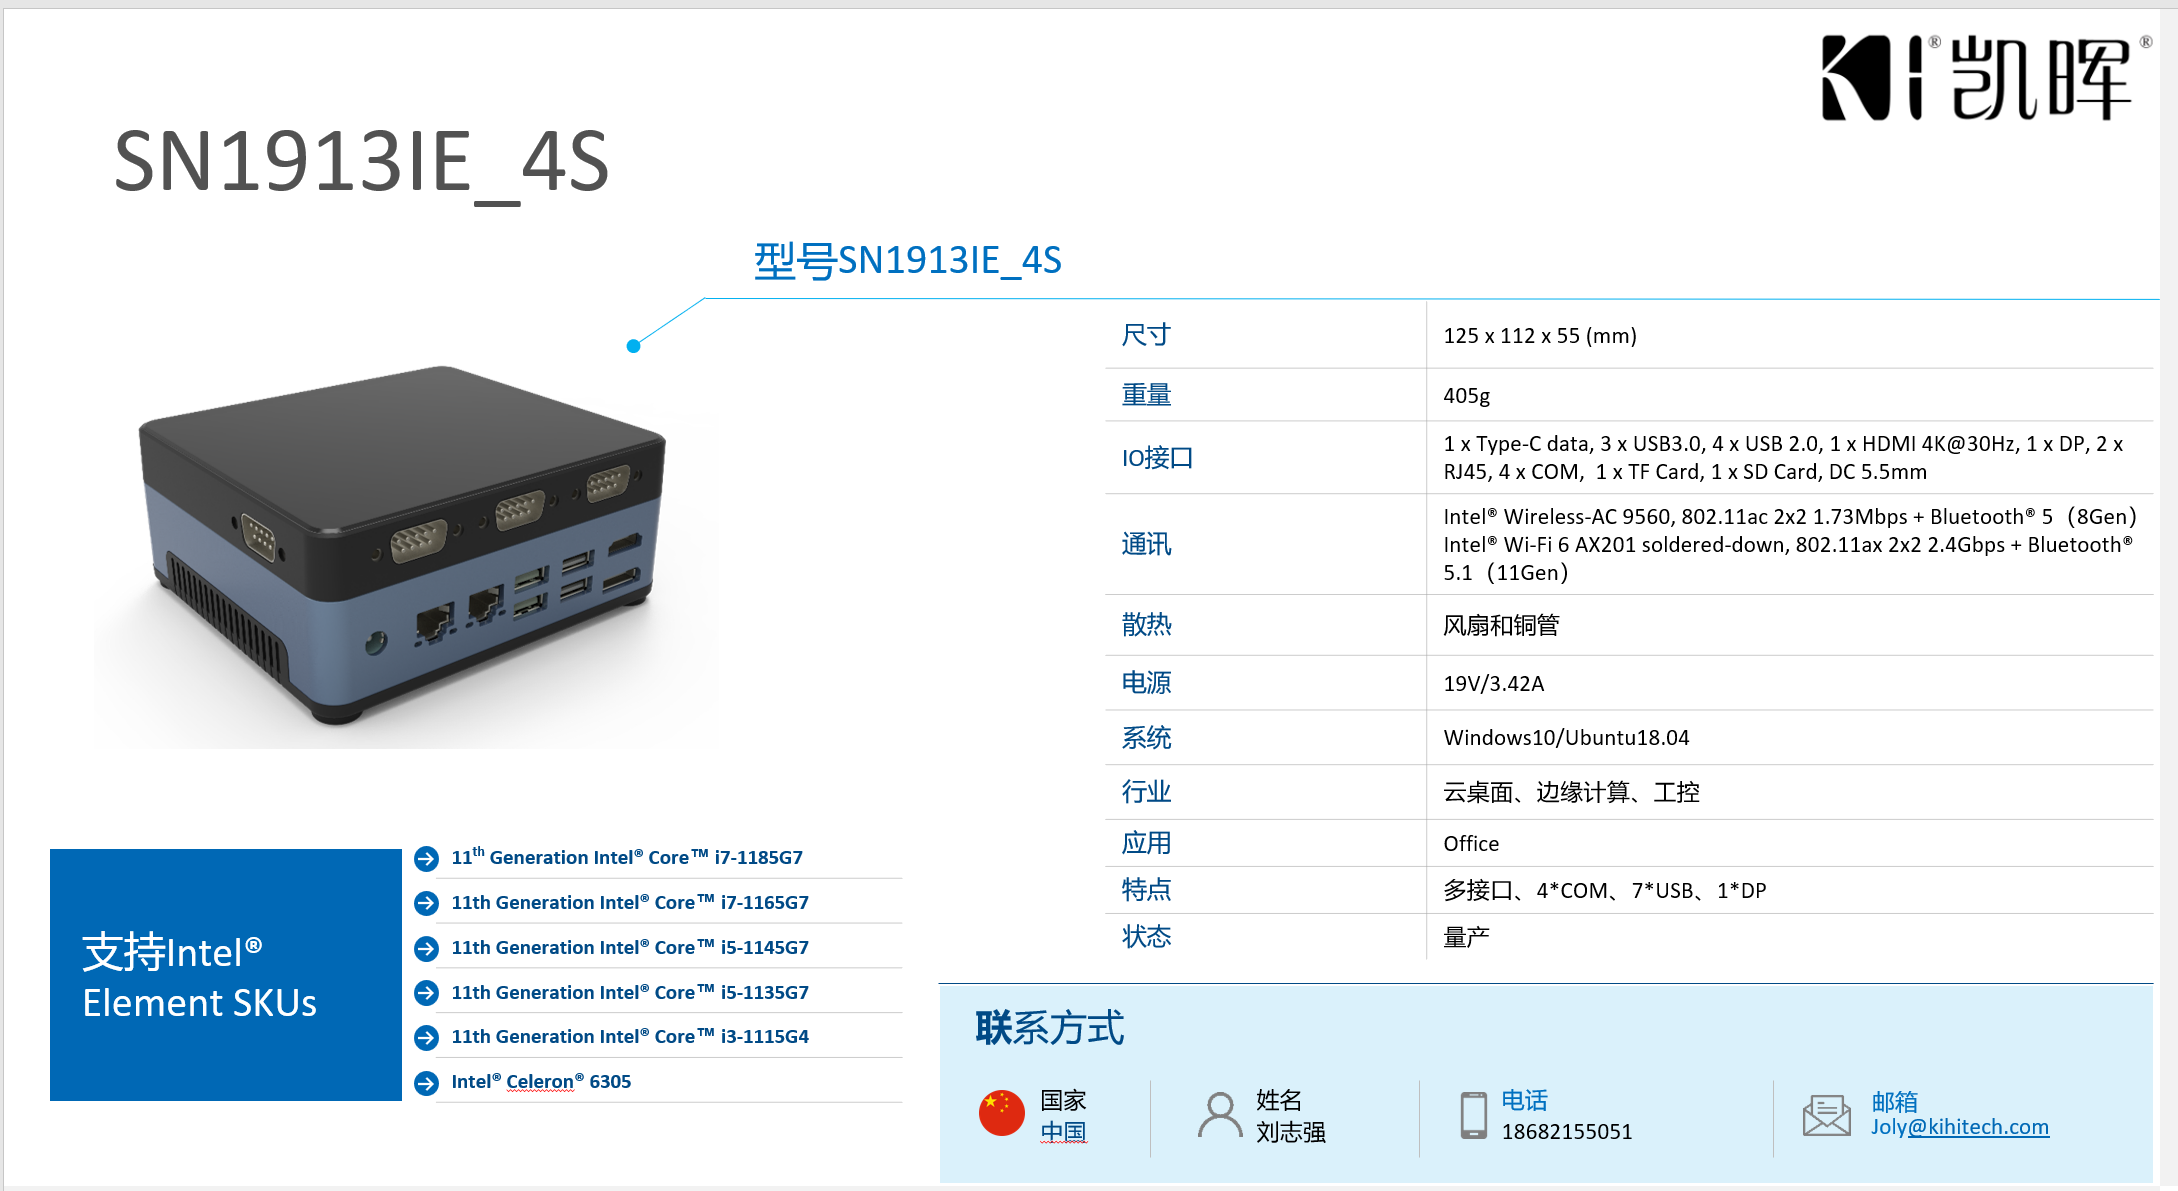 KI®凯晖®
SN1913IE_4S
型号SN1913IE_4S
尺寸 125 x 112 x 55 (mm)
重量 405g
IO接口 1 x Type-C data, 3 x USB3.0, 4 x USB 2.0, 1 x HDMI 4K@30Hz, 1 x DP, 2 x
RJ45, 4 x COM, 1 x TF Card, 1 x SD Card, DC 5.5mm
通讯 Intel® Wireless-AC 9560, 802.11ac 2x2 1.73Mbps + Bluetooth® 5（8Gen）
Intel® Wi-Fi 6 AX201 soldered-down, 802.11ax 2x2 2.4Gbps + Bluetooth®
5.1（11Gen）
散热 风扇和铜管
电源 19V/3.42A
系统 Windows10/Ubuntu18.04
行业 云桌面、边缘计算、工控
应用 Office
特点 多接口、4*COM、7*USB、1*DP
状态 量产
支持Intel®
Element SKUs
11th Generation Intel® Core™ i7-1185G7
11th Generation Intel® Core™ i7-1165G7
11th Generation Intel® Core™ i5-1145G7
11th Generation Intel® Core™ i5-1135G7
11th Generation Intel® Core™ i3-1115G4
Intel® Celeron® 6305
联系方式
国家
中国
姓名
刘志强
电话
18682155051
邮箱
Joly@kihitech.com